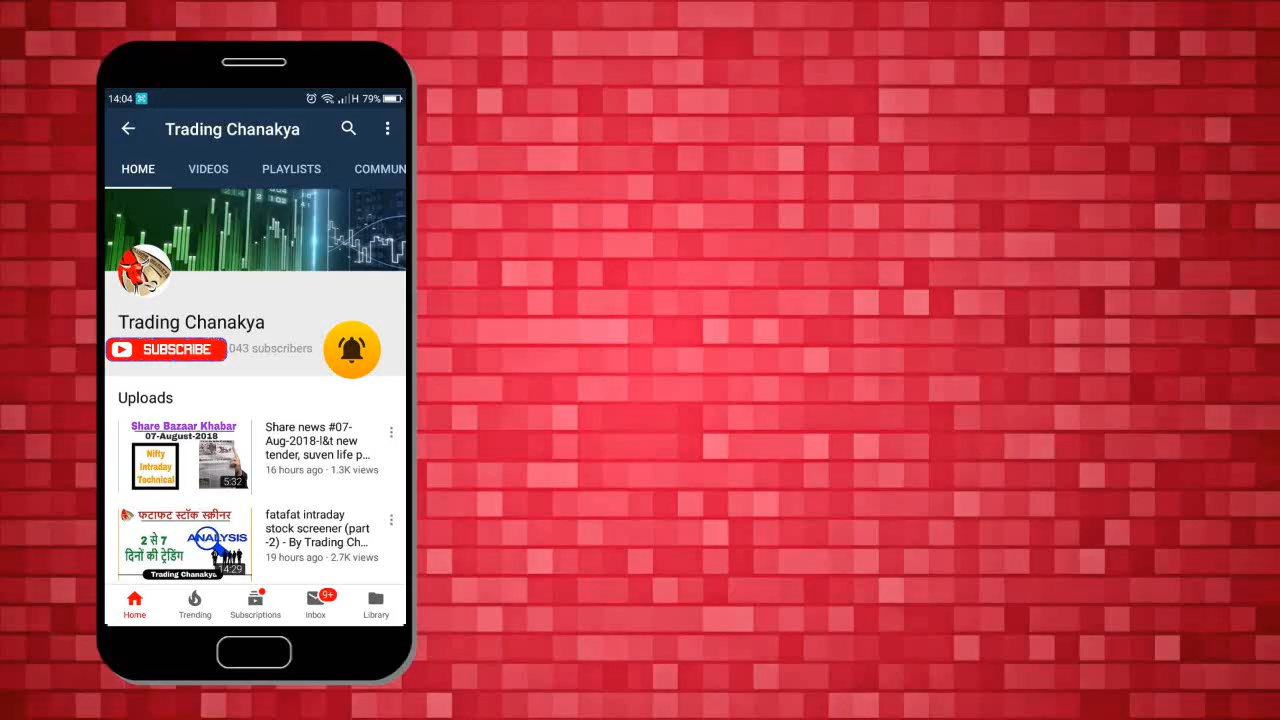 14:04 H 79%
Trading Chanakya
HOME VIDEOS PLAYLISTS COMMUN
Trading Chanakya
SUBSCRIBE 043 subscribers
Uploads
Share Bazaar Khabar
07-August-2018
Nifty
Intraday
Technical
5:32
Share news #07-
Aug-2018-l&t new
tender, suven life p...
16 hours ago · 1.3K views
फटाफट स्टॉक स्क्रीनर
2 से 7
दिनों की ट्रेडिंग
ANALYSIS
14:29
Trading Chanakya
fatafat intraday
stock screener (part
-2) - By Trading Ch...
19 hours ago · 2.7K views
Home Trending Subscriptions Inbox 9+ Library